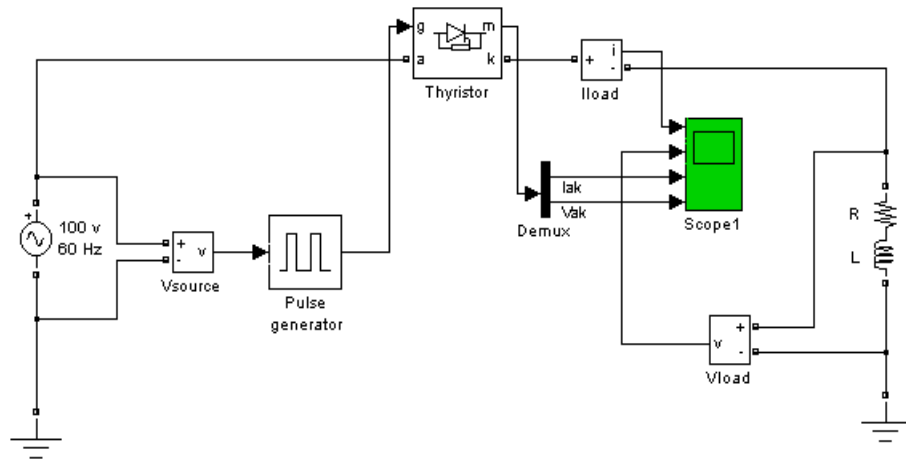 g
m
a
k
Thyristor
+
i
-
Iload
Iak
Vak
Demux
Scope1
+
100 v
60 Hz
+
-
v
Vsource
Pulse
generator
R
L
v
+
-
Vload